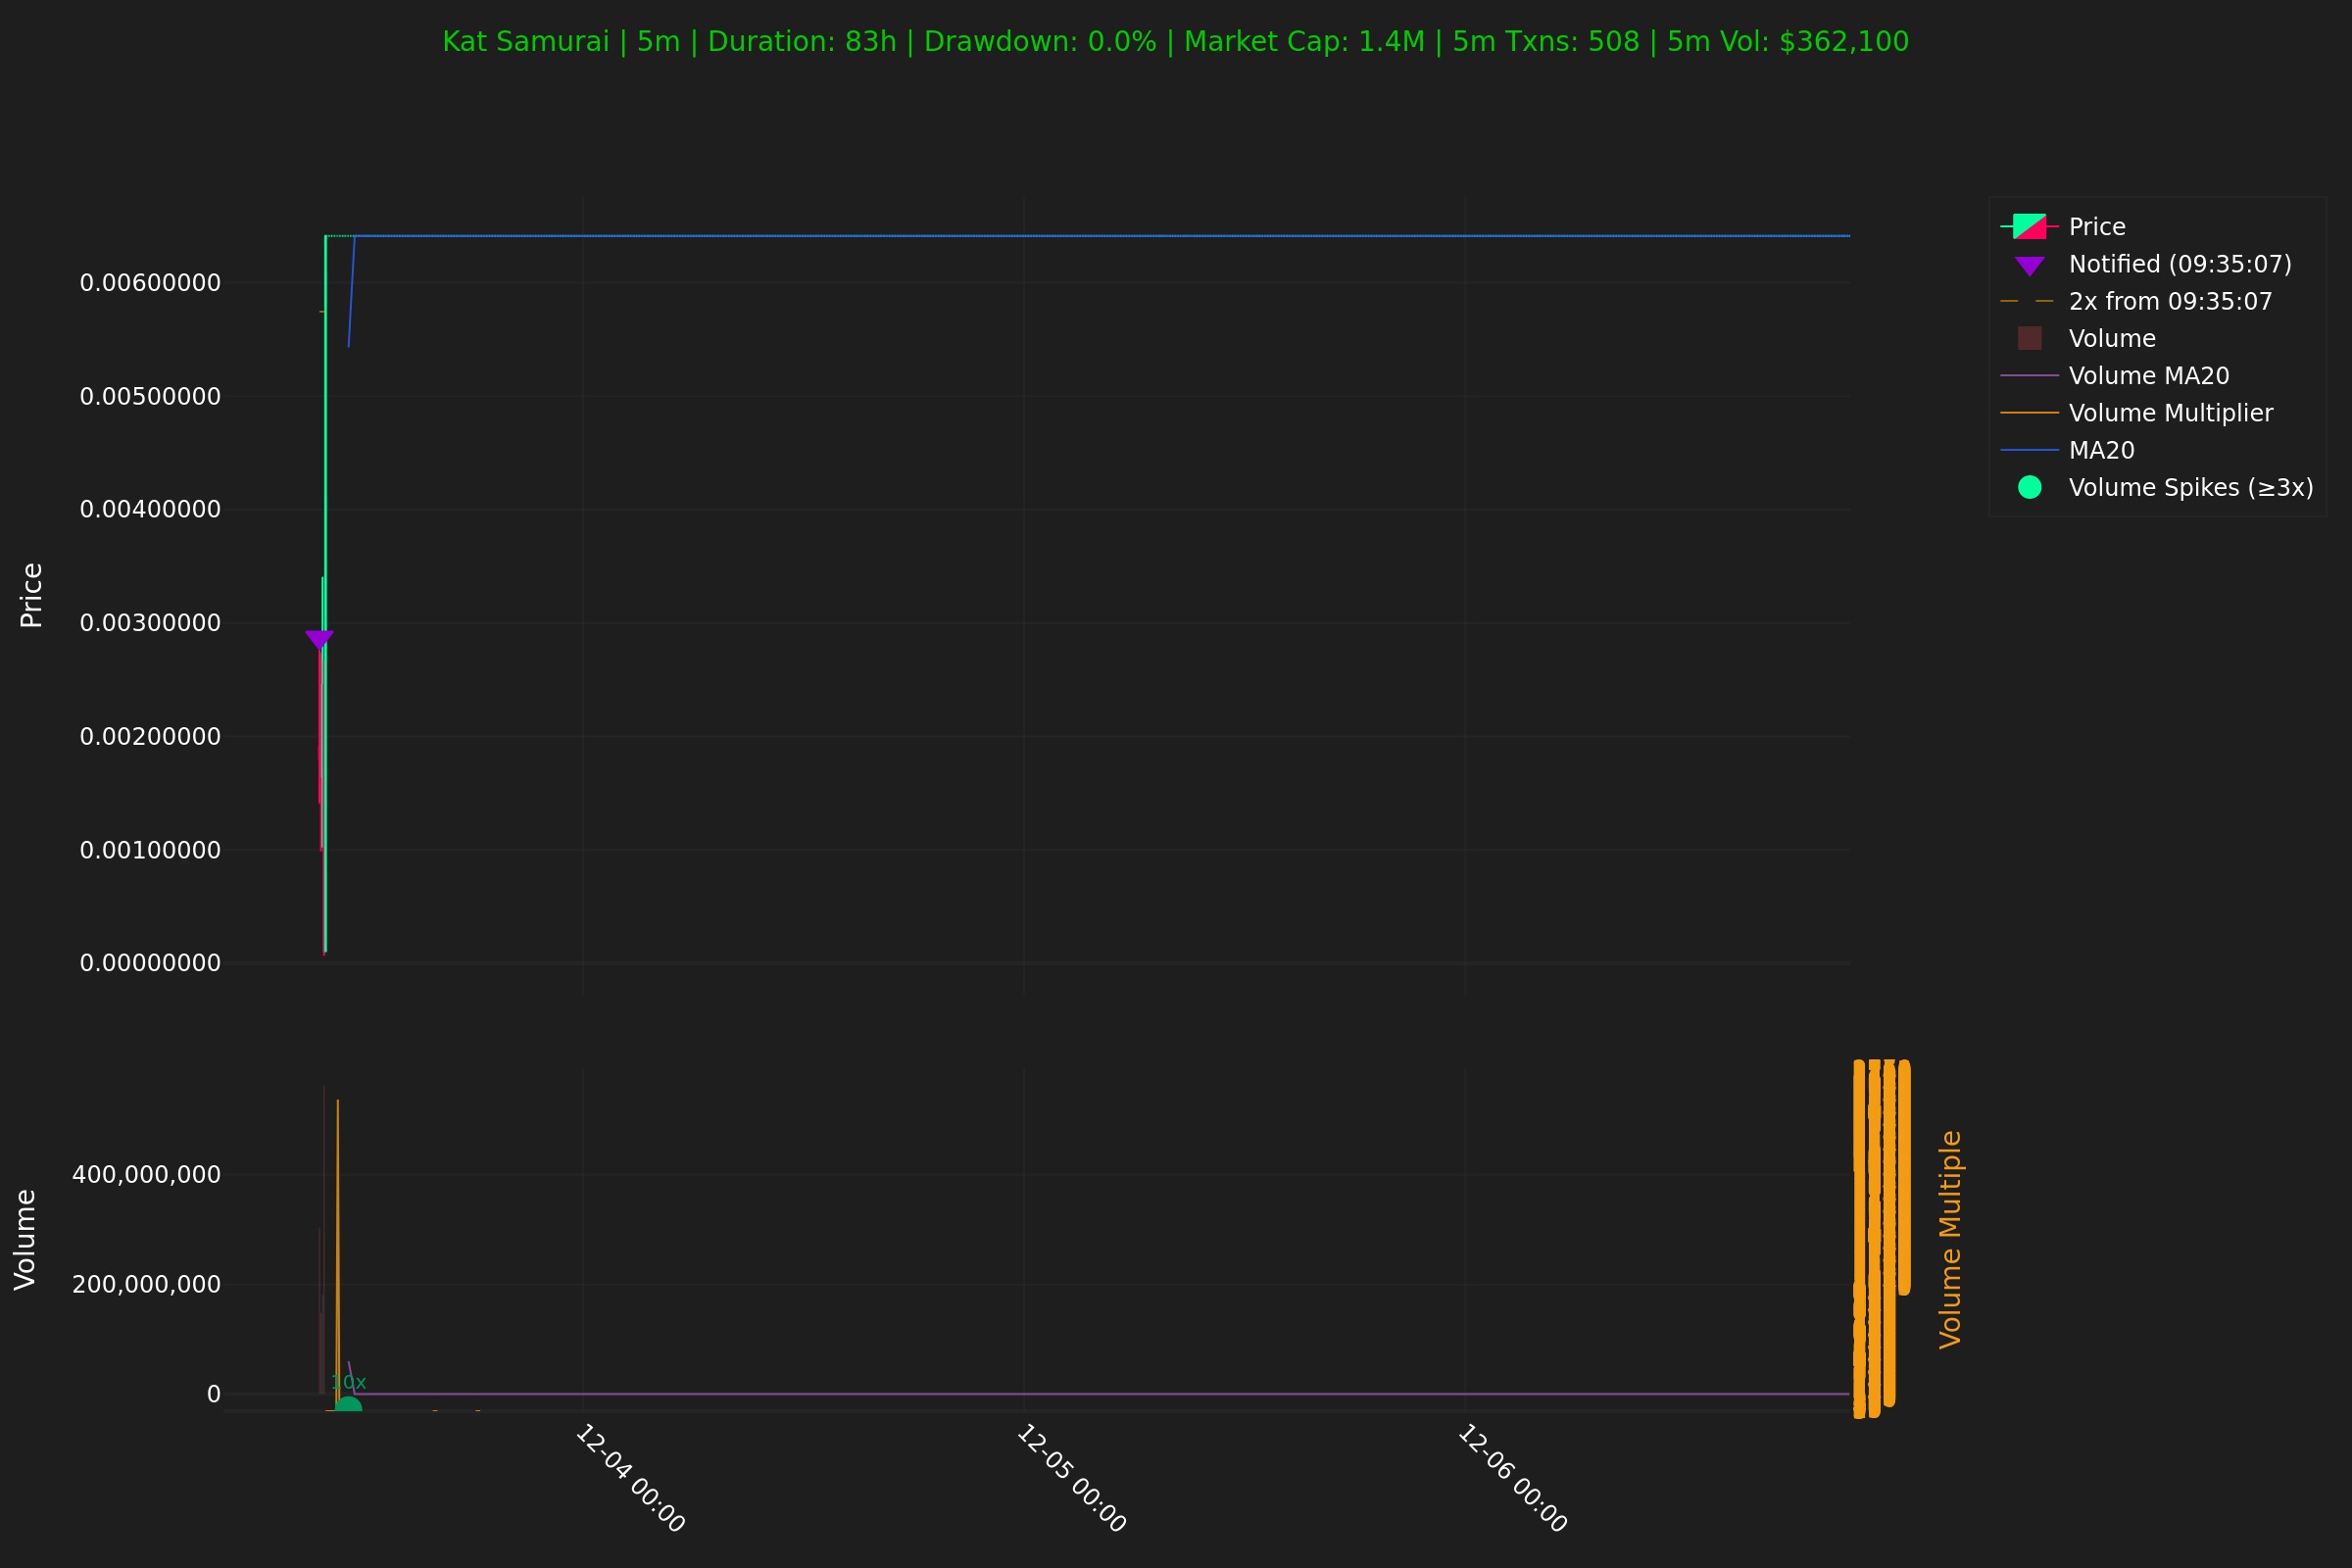 Kat Samurai | 5m | Duration: 83h | Drawdown: 0.0% | Market Cap: 1.4M | 5m Txns: 508 | 5m Vol: $362,100
Price
Notified (09:35:07)
2x from 09:35:07
Volume
Volume MA20
Volume Multiplier
MA20
Volume Spikes (≥3x)
Price
0.00600000
0.00500000
0.00400000
0.00300000
0.00200000
0.00100000
0.00000000
Volume
400,000,000
200,000,000
0
10x
Volume Multiple
12-04 00:00
12-05 00:00
12-06 00:00